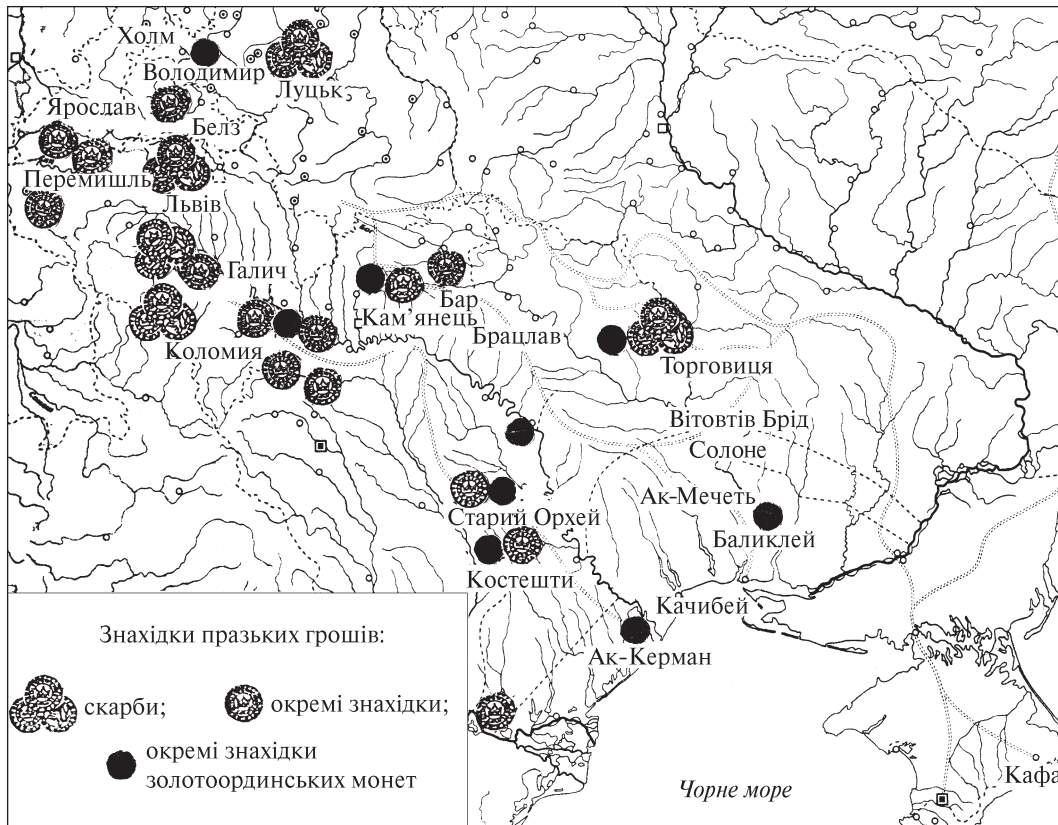 Холм
Володимир
Луцьк
Ярослав
Белз
Перемишль
Львів
Галич
Бар
Кам’янець
Брацлав
Коломия
Торговиця
Вітовтів Брід
Солоне
Ак-Мечеть
Старий Орхей
Баликлей
Костешти
Качибей
Ак-Керман
Знахідки празьких грошів:
скарби;
окремі знахідки;
окремі знахідки
золотоординських монет
Чорне море
Кафа